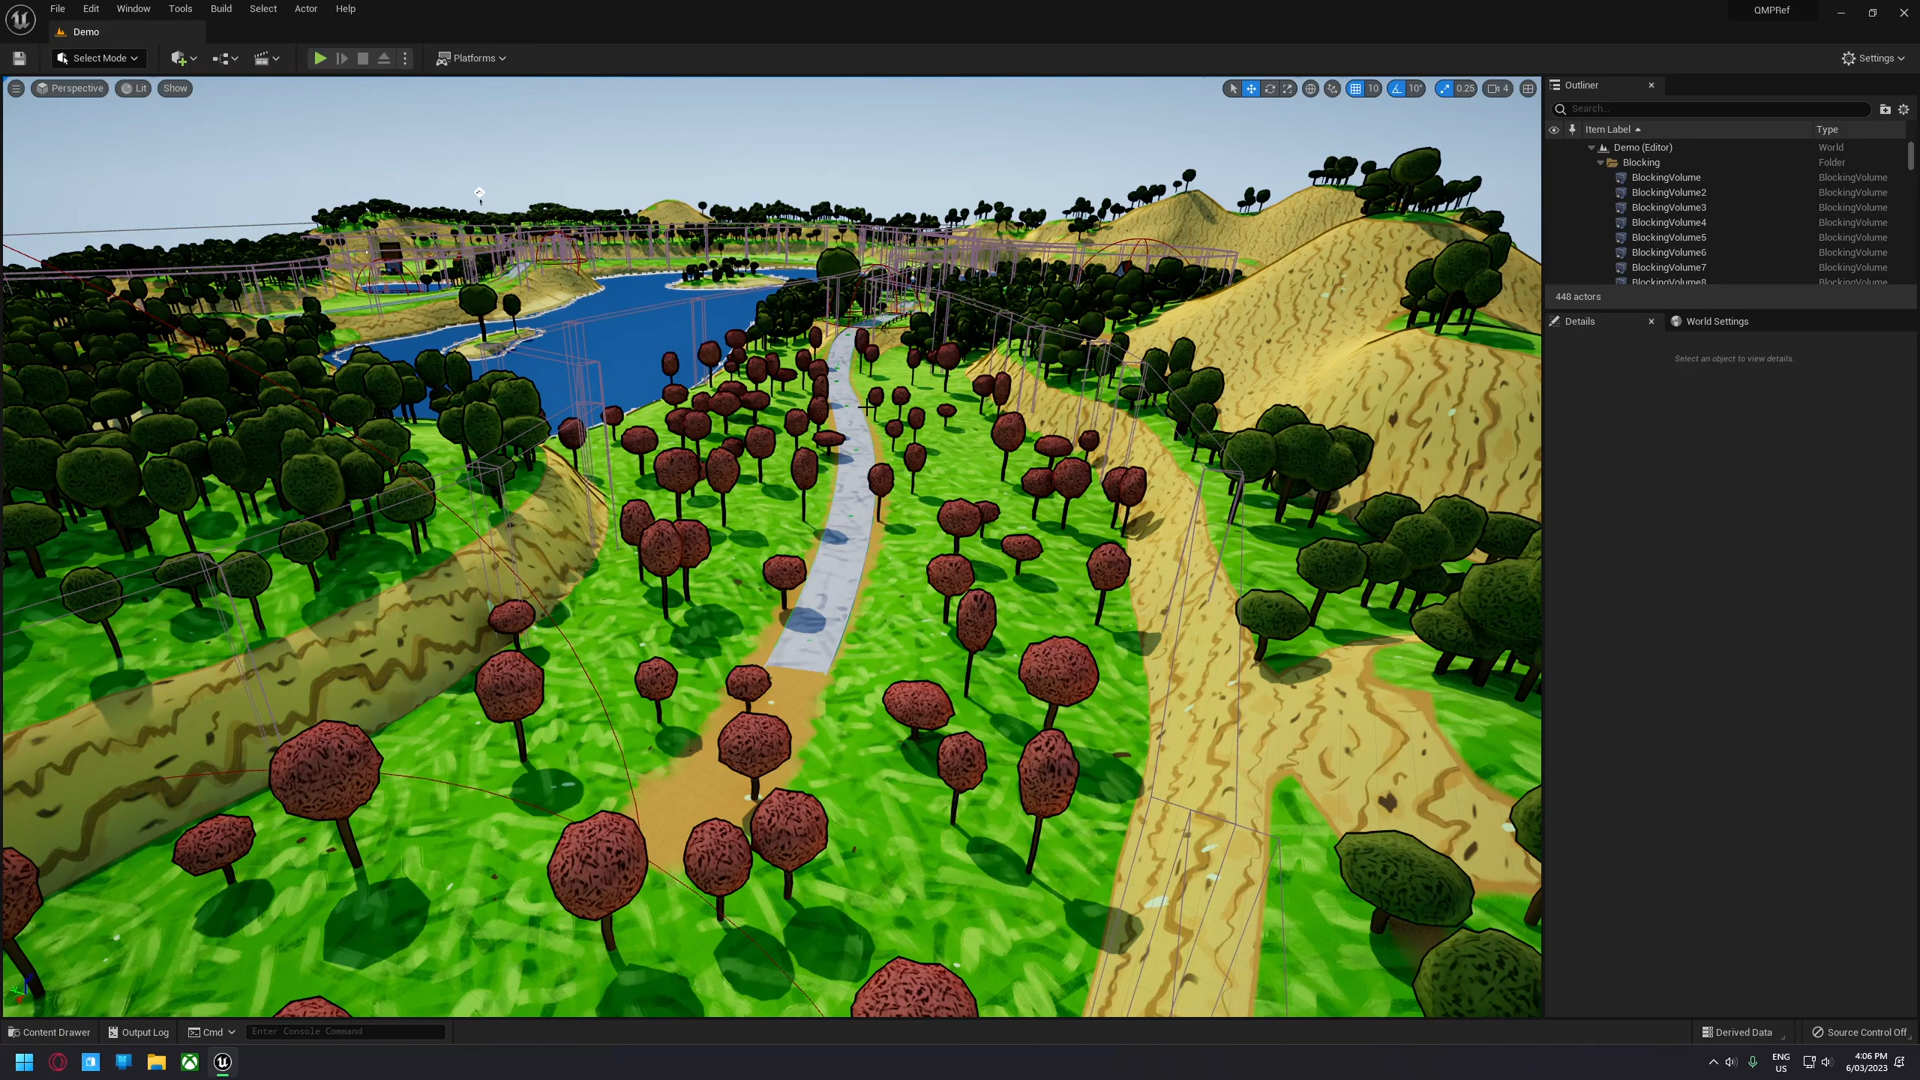 File Edit Window Tools Build Select Actor Help
QMPRef
Demo
Select Mode
Platforms
Settings
Perspective Lit Show
10 10° 0.25 4
Outliner
Search...
Item Label Type
Demo (Editor) World
Blocking Folder
BlockingVolume BlockingVolume
BlockingVolume2 BlockingVolume
BlockingVolume3 BlockingVolume
BlockingVolume4 BlockingVolume
BlockingVolume5 BlockingVolume
BlockingVolume6 BlockingVolume
BlockingVolume7 BlockingVolume
BlockingVolume8 BlockingVolume
448 actors
Details World Settings
Select an object to view details.
Content Drawer Output Log Cmd Enter Console Command
Derived Data Source Control Off
ENG
US
4:06 PM
6/03/2023